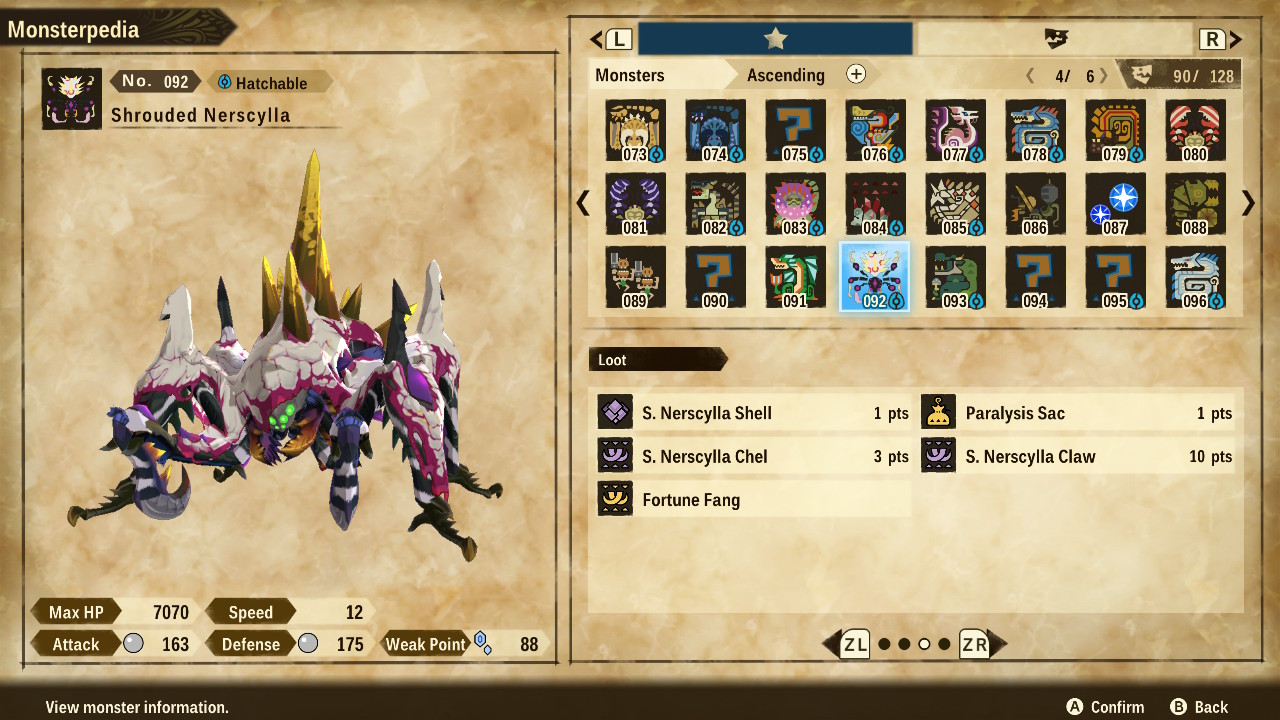 Monsterpedia
No. 092
Hatchable
Shrouded Nerscylla
Max HP 7070
Speed 12
Attack 163
Defense 175
Weak Point 88
L
R
Monsters
Ascending
4/ 6
90/ 128
073 074 075 076 077 078 079 080
081 082 083 084 085 086 087 088
089 090 091 092 093 094 095 096
Loot
S. Nerscylla Shell 1 pts
Paralysis Sac 1 pts
S. Nerscylla Chel 3 pts
S. Nerscylla Claw 10 pts
Fortune Fang
ZL
ZR
View monster information.
A Confirm
B Back